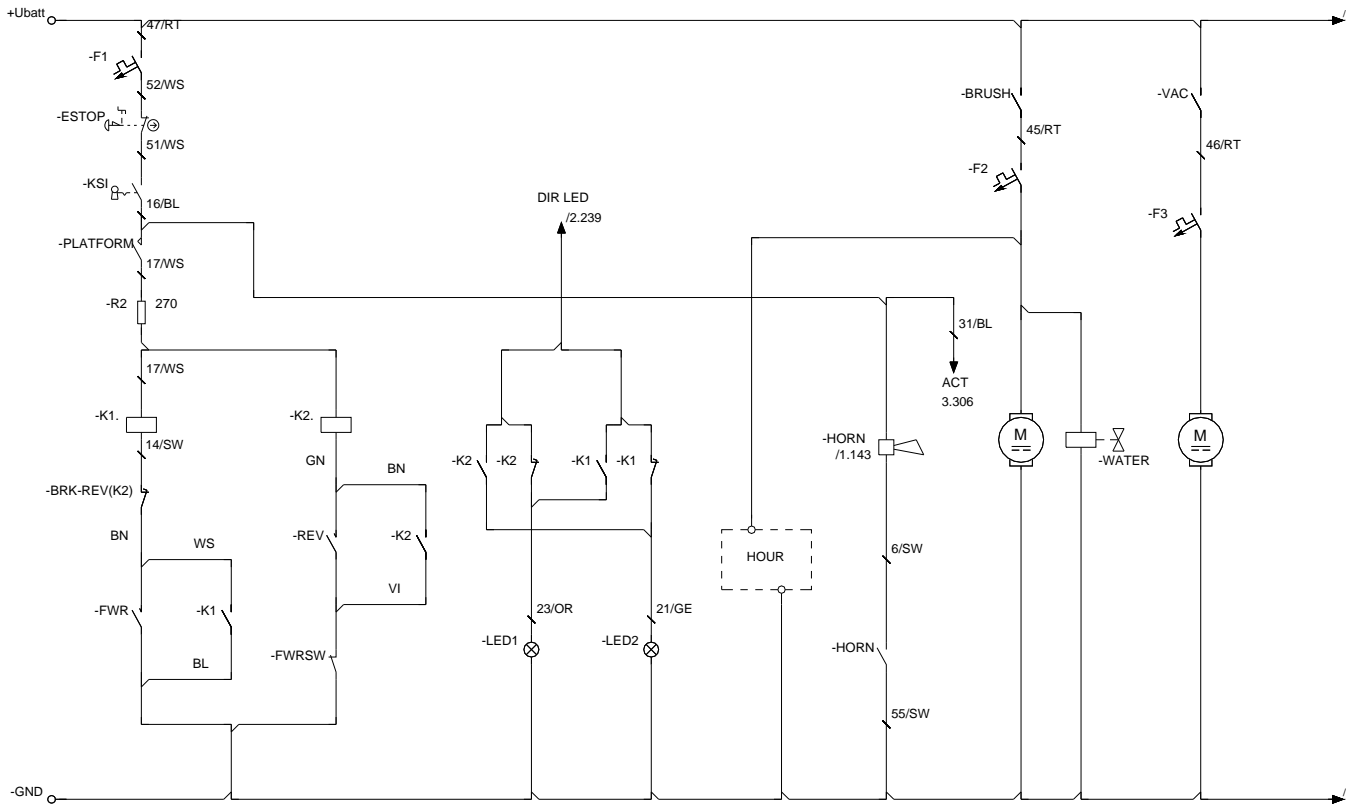 +Ubatt
/
47/RT
-F1
52/WS
-ESTOP
51/WS
-KSI
16/BL
-PLATFORM
17/WS
-R2 270
17/WS
-K1.
14/SW
-BRK-REV(K2)
BN
WS
-FWR
-K1
BL
-K2.
GN
BN
-REV
-K2
VI
-FWRSW
DIR LED
/2.239
-K2
-K2
-K1
-K1
23/OR
-LED1
21/GE
-LED2
HOUR
31/BL
ACT
3.306
-HORN
/1.143
6/SW
-HORN
55/SW
-BRUSH
45/RT
-F2
M
-WATER
-VAC
46/RT
-F3
M
-GND
/